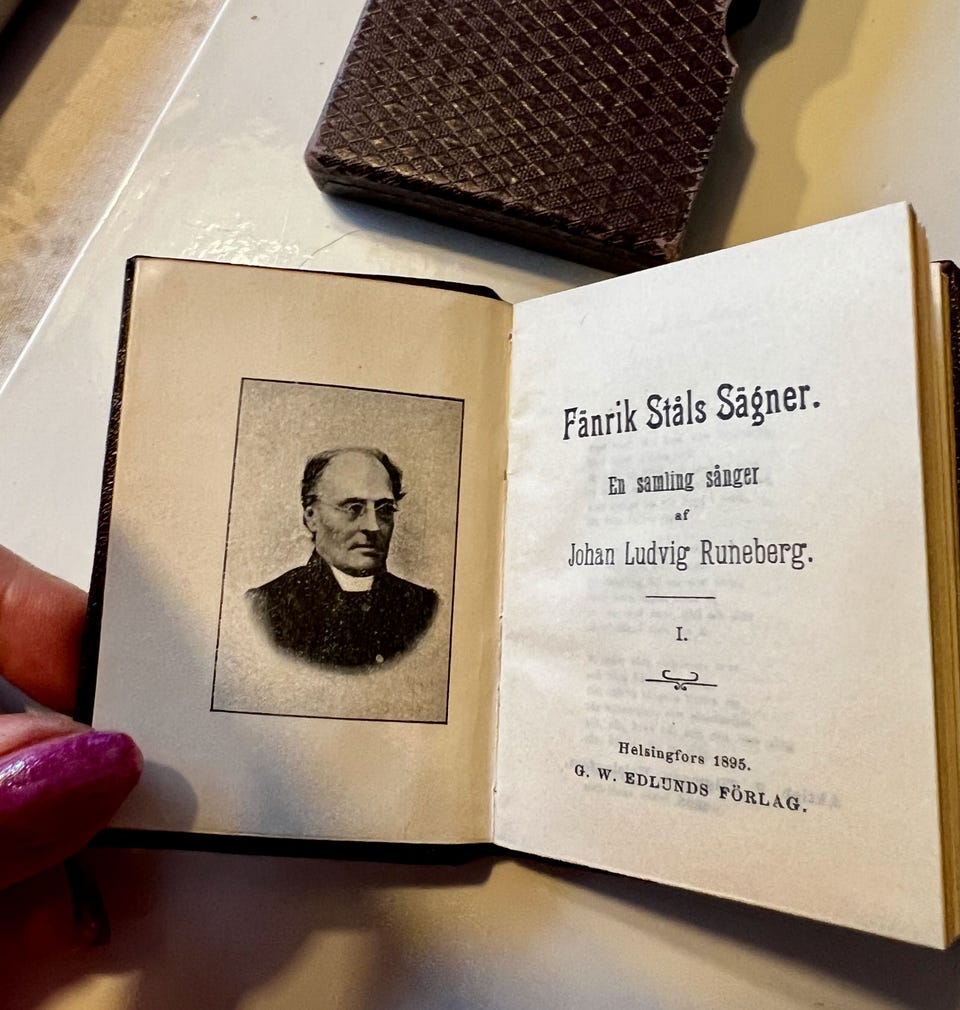 Fänrik Ståls Sägner.
En samling sånger
af
Johan Ludvig Runeberg.
I.
Helsingfors 1895.
G. W. EDLUNDS FÖRLAG.